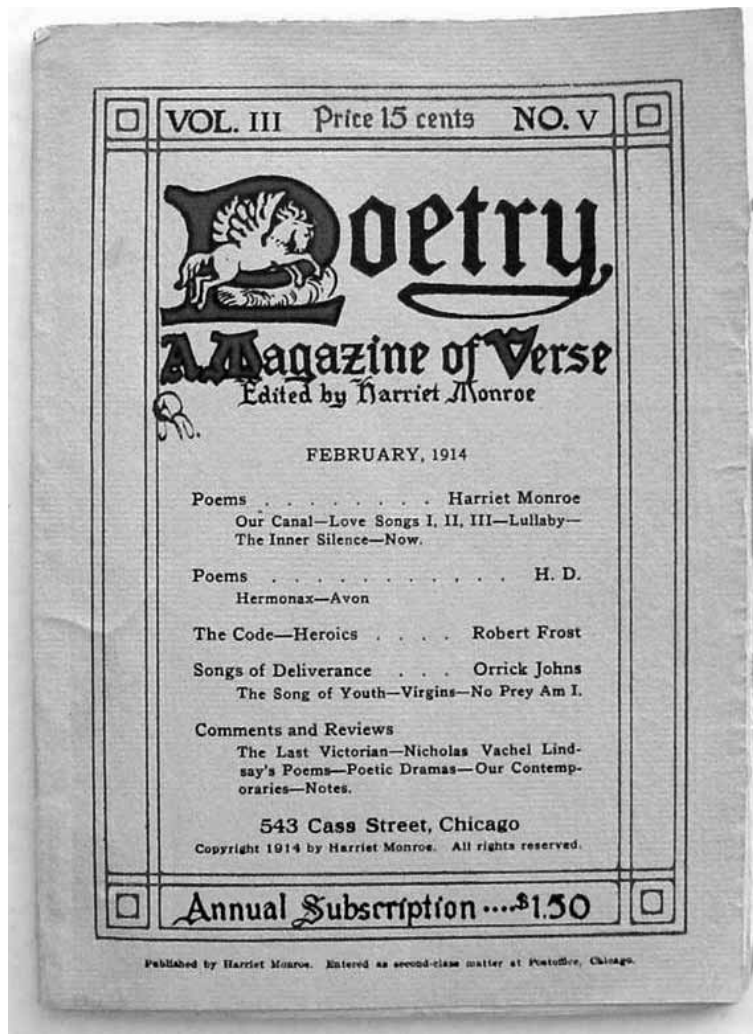 VOL. III Price 15 cents NO. V
Poetry
A Magazine of Verse
Edited by Harriet Monroe
FEBRUARY, 1914
Poems . . . . . . . . Harriet Monroe
Our Canal—Love Songs I, II, III—Lullaby—
The Inner Silence—Now.
Poems . . . . . . . . . . . . H. D.
Hermonax—Avon
The Code—Heroics . . . . Robert Frost
Songs of Deliverance . . . Orrick Johns
The Song of Youth—Virgins—No Prey Am I.
Comments and Reviews
The Last Victorian—Nicholas Vachel Lind-
say's Poems—Poetic Dramas—Our Contemp-
oraries—Notes.
543 Cass Street, Chicago
Copyright 1914 by Harriet Monroe. All rights reserved.
Annual Subscription ....$1.50
Published by Harriet Monroe. Entered as second-class matter at Postoffice, Chicago.